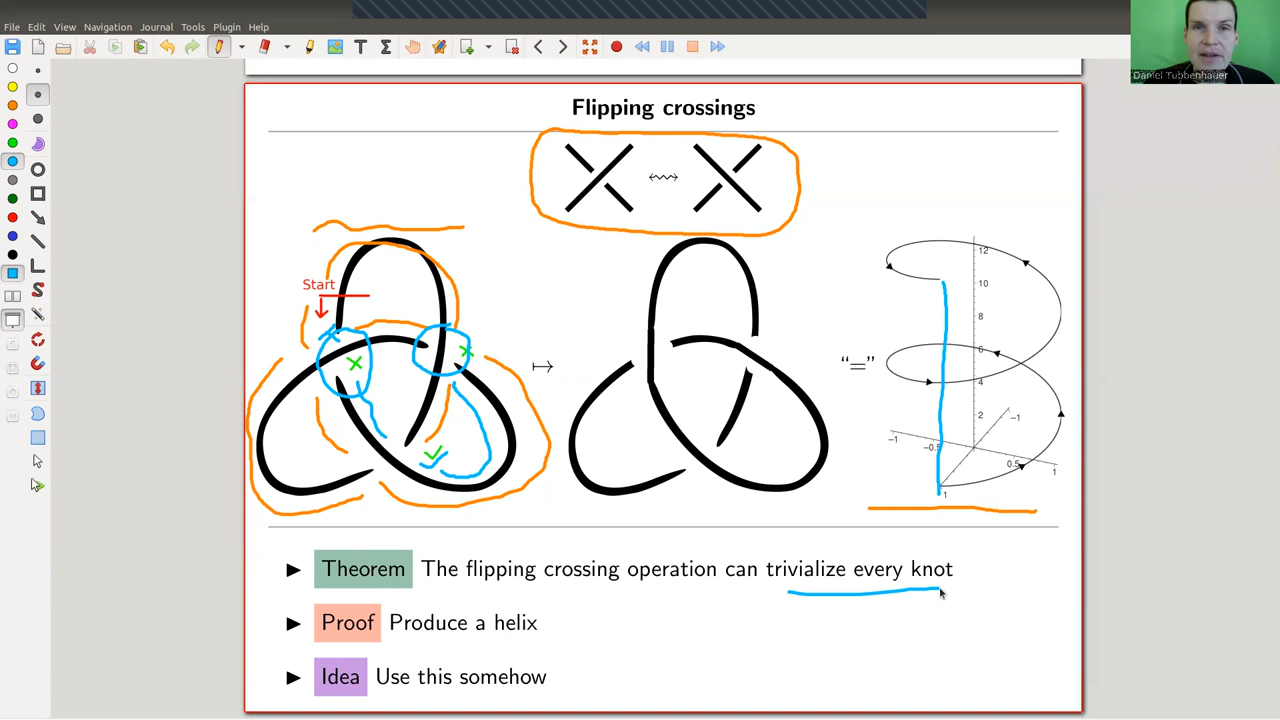 File Edit View Navigation Journal Tools Plugin Help
Daniel Tubbenhauer
Flipping crossings
Start
12
10
8
6
4
2
-1
-1
-0.5
0.5
1
1
"="
► Theorem The flipping crossing operation can trivialize every knot
► Proof Produce a helix
► Idea Use this somehow